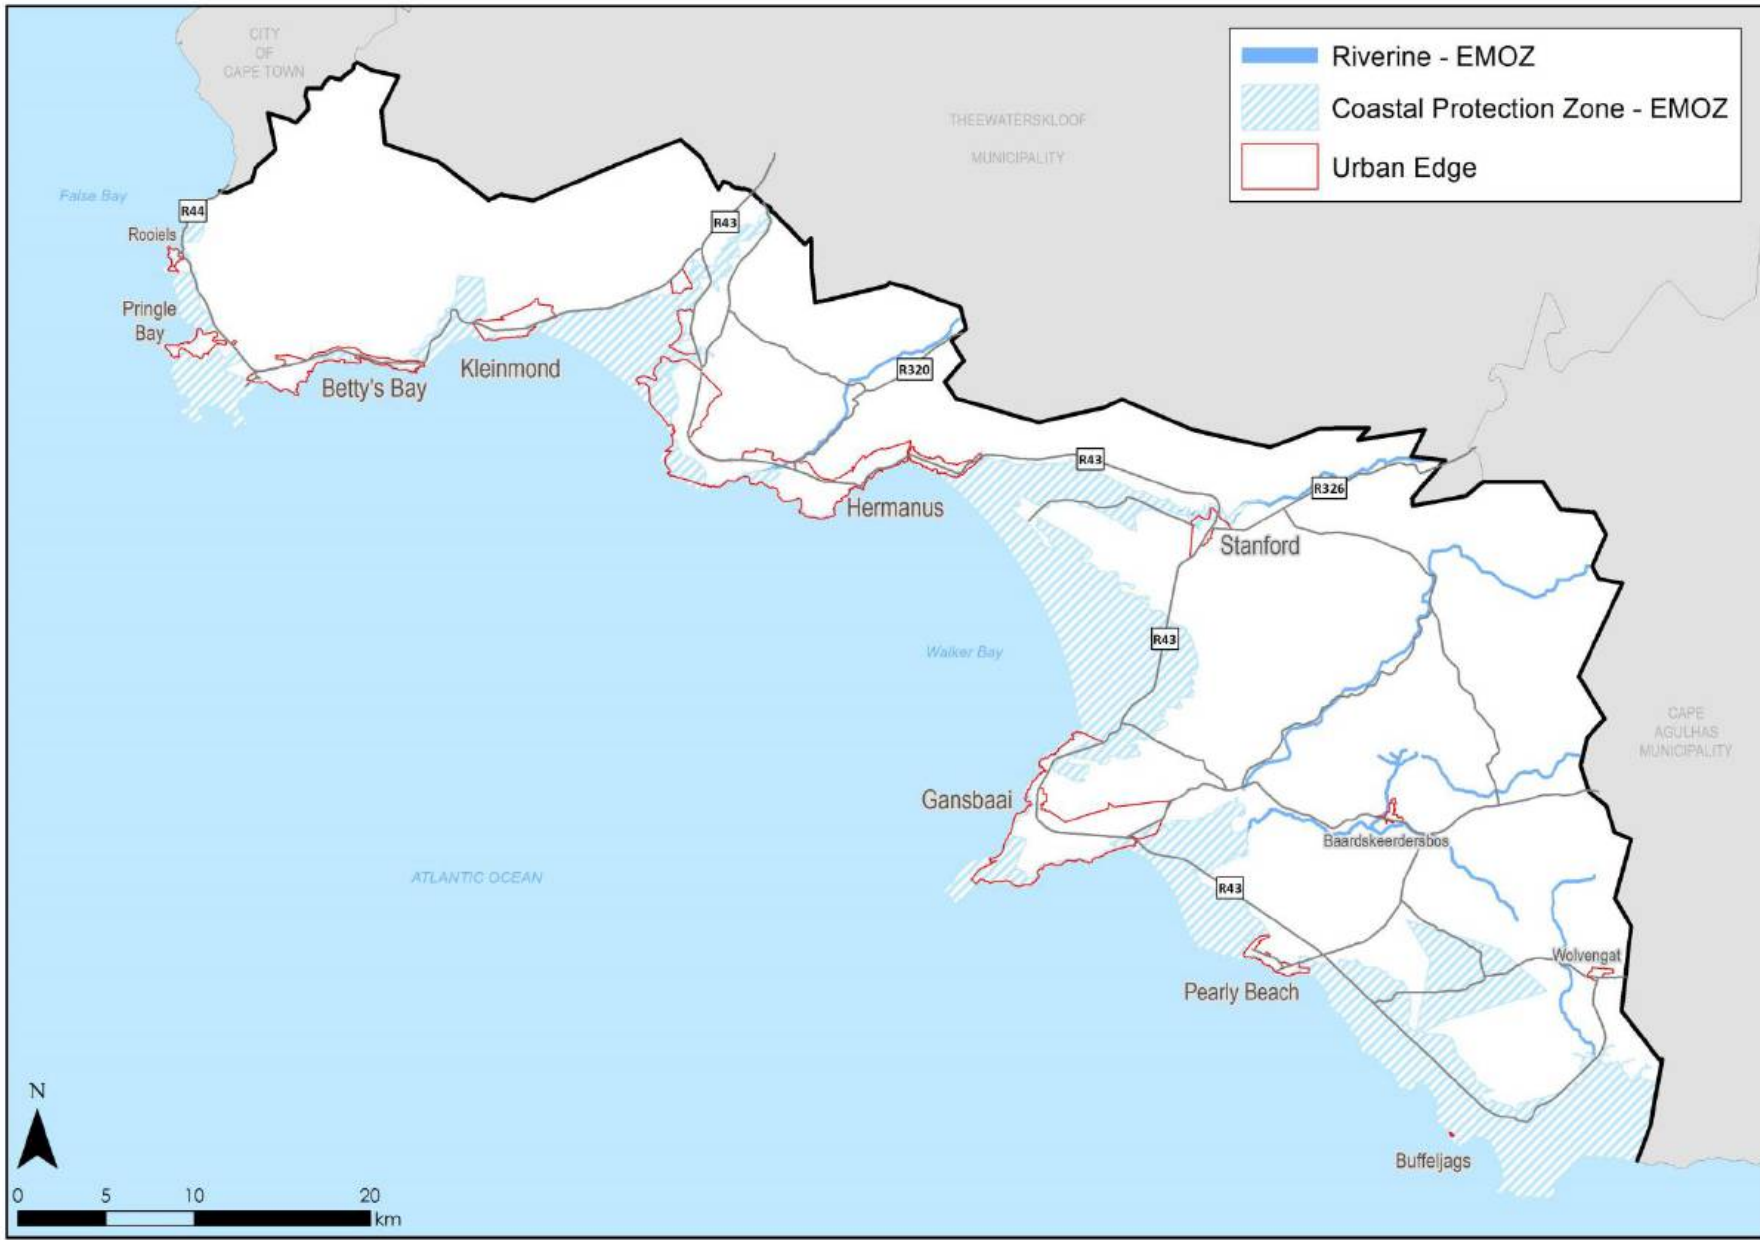 CITY
OF
CAPE TOWN
Riverine - EMOZ
Coastal Protection Zone - EMOZ
Urban Edge
THEEWATERSKLOOF
MUNICIPALITY
False Bay
R44
Rooiels
R43
Pringle
Bay
Kleinmond
Betty's Bay
R320
Hermanus
R43
R326
Stanford
R43
Walker Bay
CAPE
AGULHAS
MUNICIPALITY
Gansbaai
Baardskeerdersbos
ATLANTIC OCEAN
R43
Wolvengat
Pearly Beach
Buffeljags
N
0 5 10 20
km